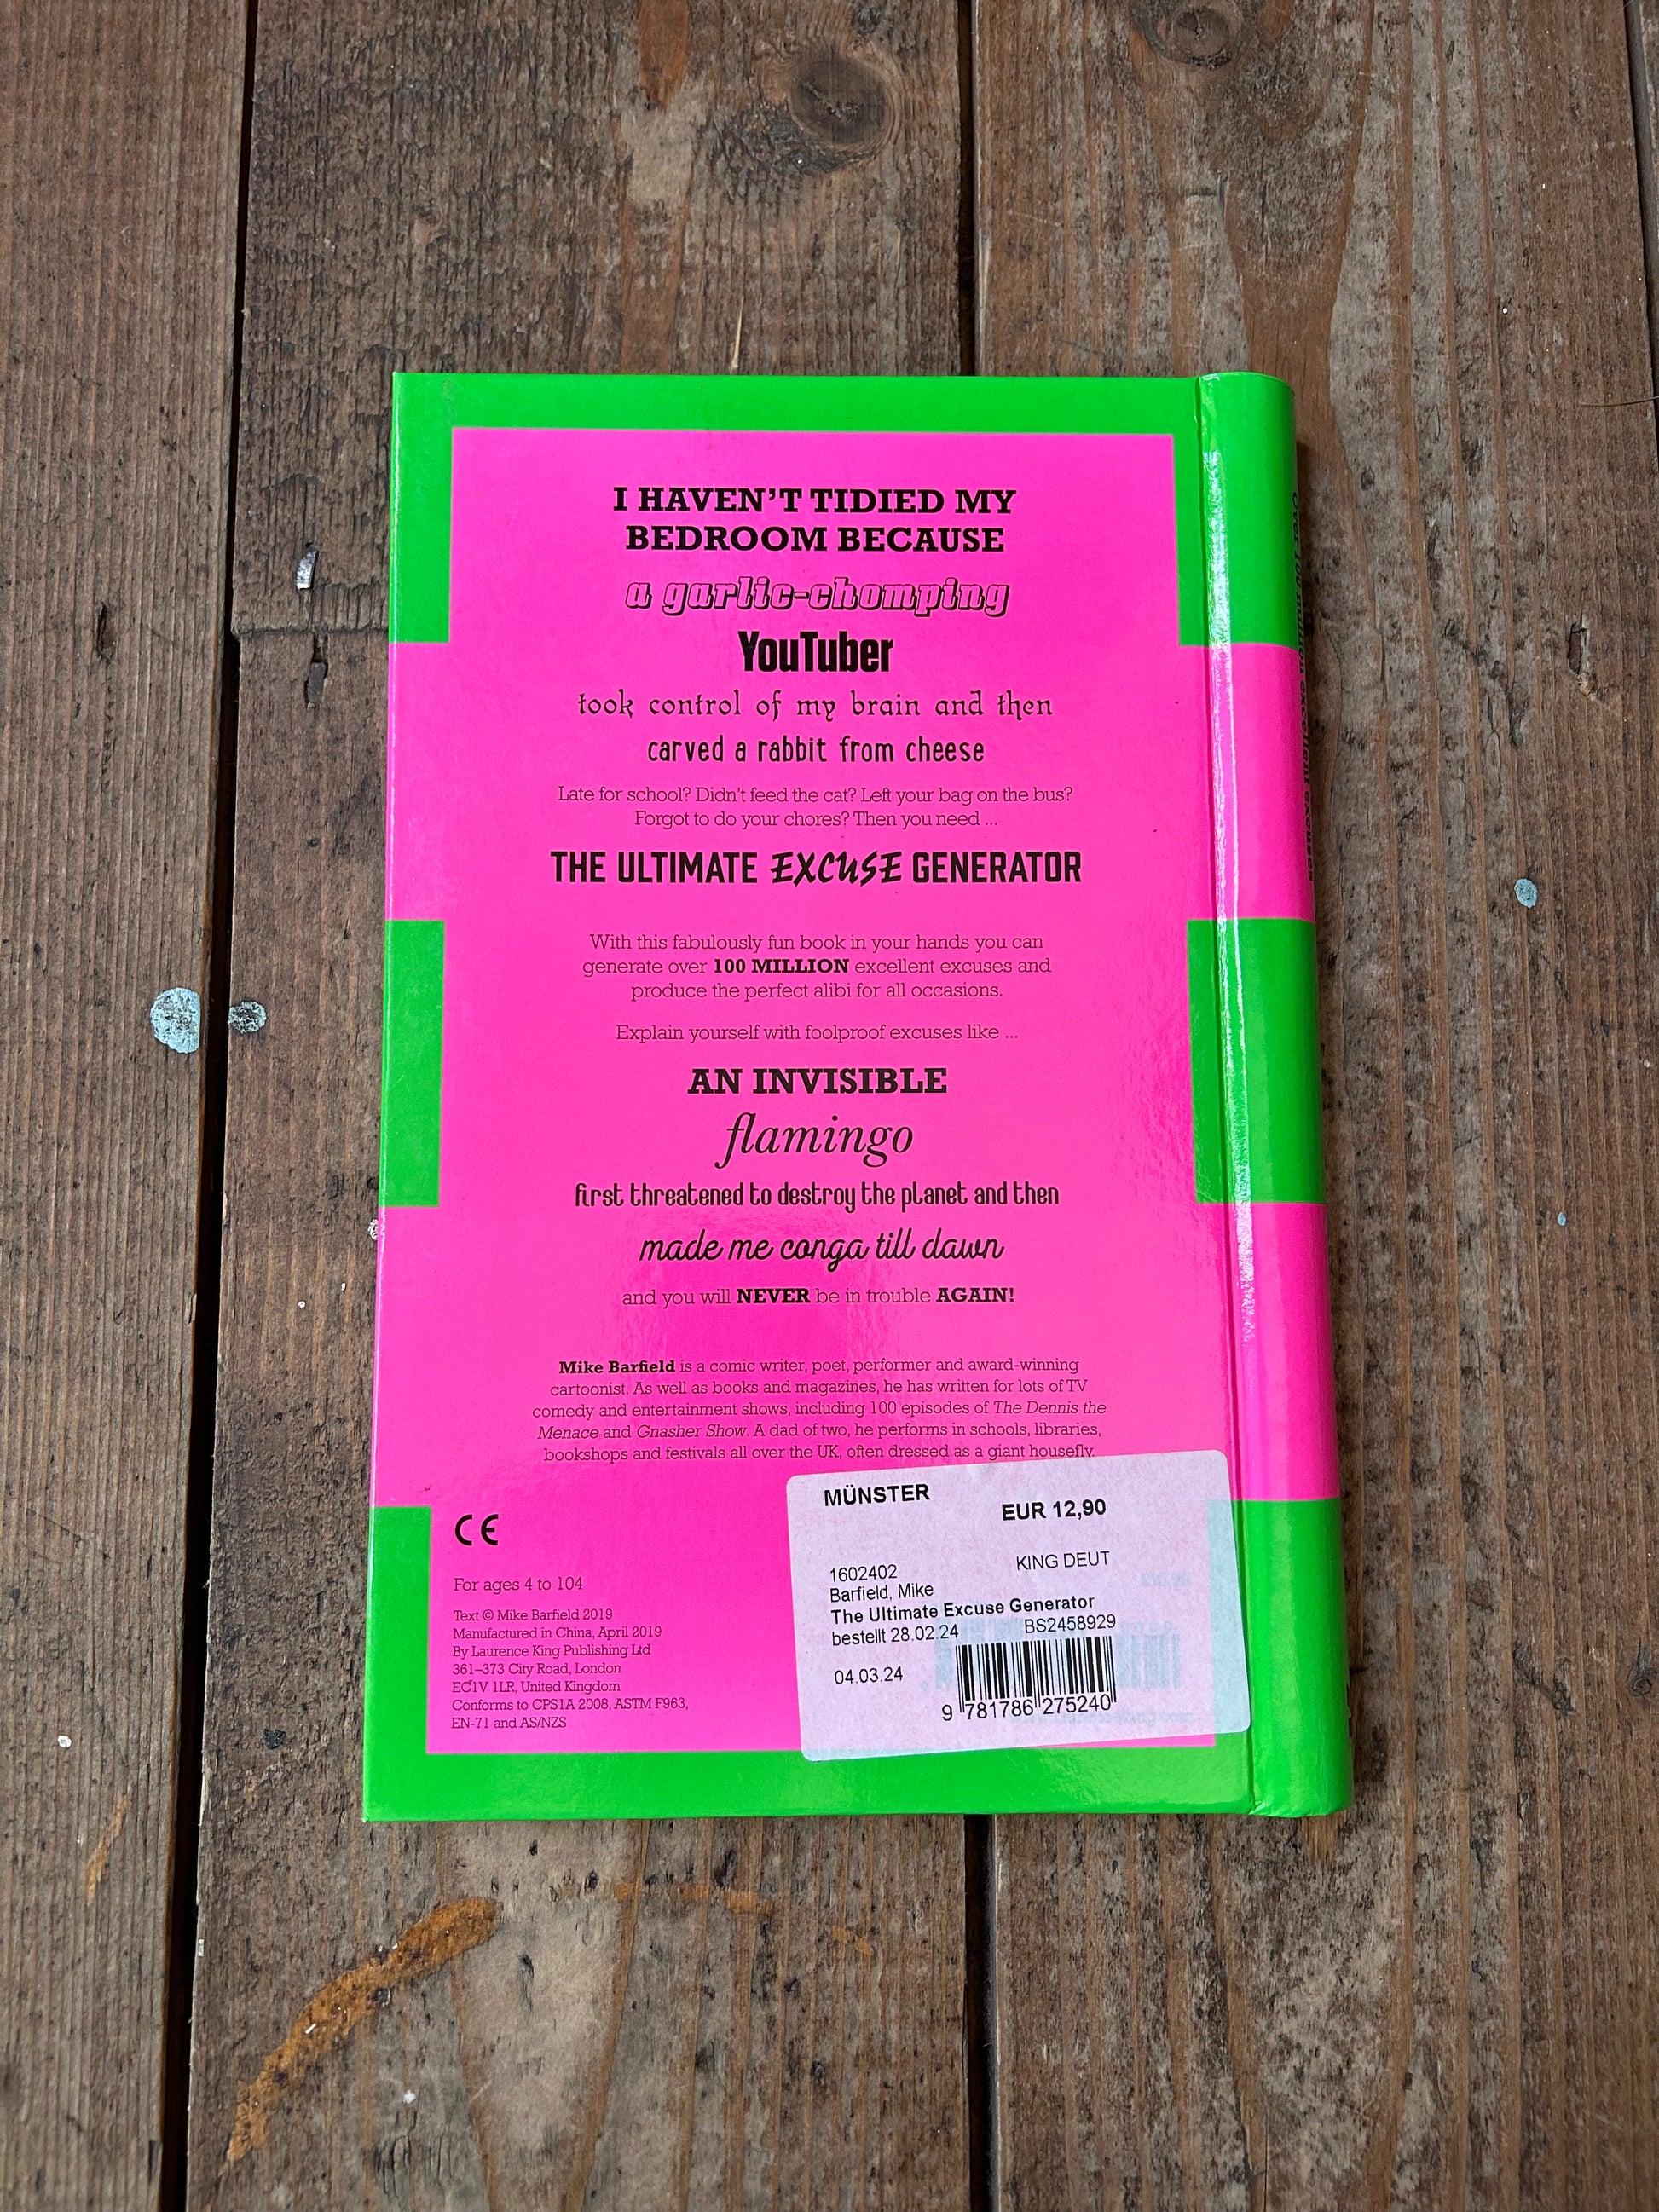 I HAVEN'T TIDIED MY
BEDROOM BECAUSE
a garlic-chomping
YouTuber
took control of my brain and then
carved a rabbit from cheese
Late for school? Didn't feed the cat? Left your bag on the bus?
Forgot to do your chores? Then you need ...
THE ULTIMATE EXCUSE GENERATOR
With this fabulously fun book in your hands you can
generate over 100 MILLION excellent excuses and
produce the perfect alibi for all occasions.
Explain yourself with foolproof excuses like ...
AN INVISIBLE
flamingo
first threatened to destroy the planet and then
made me conga till dawn
and you will NEVER be in trouble AGAIN!
Mike Barfield is a comic writer, poet, performer and award-winning
cartoonist. As well as books and magazines, he has written for lots of TV
comedy and entertainment shows, including 100 episodes of The Dennis the
Menace and Gnasher Show. A dad of two, he performs in schools, libraries,
bookshops and festivals all over the UK, often dressed as a giant housefly.
CE
For ages 4 to 104
Text © Mike Barfield 2019
Manufactured in China, April 2019
By Laurence King Publishing Ltd
361–373 City Road, London
EC1V 1LR, United Kingdom
Conforms to CPSIA 2008, ASTM F963,
EN-71 and AS/NZS
MÜNSTER
EUR 12,90
1602402 KING DEUT
Barfield, Mike
The Ultimate Excuse Generator
bestellt 28.02.24 BS2458929
04.03.24
9 781786 275240